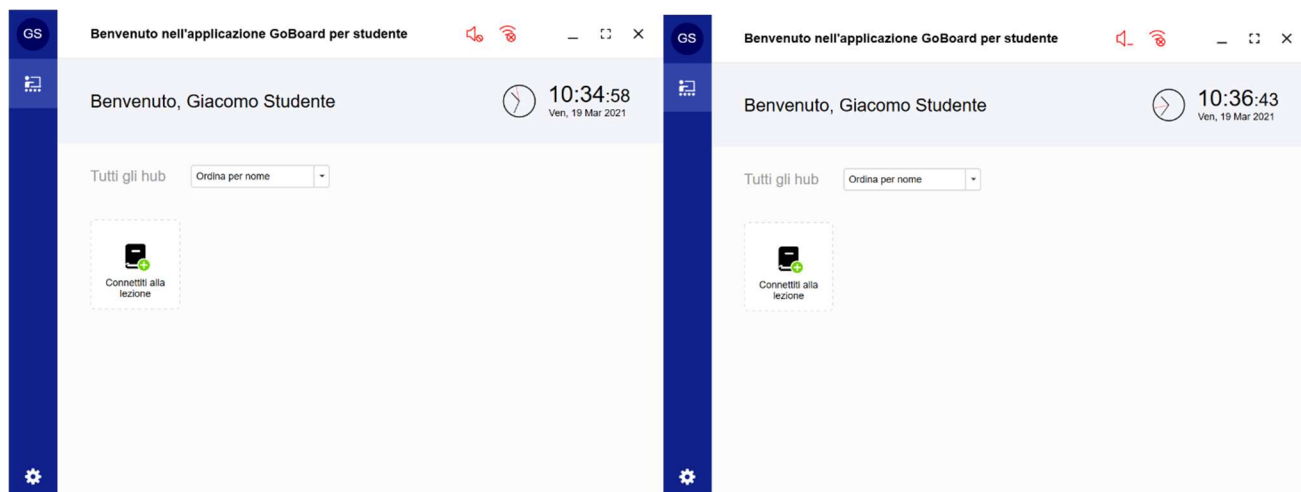 GS
Benvenuto nell'applicazione GoBoard per studente
Benvenuto, Giacomo Studente
10:34:58
Ven, 19 Mar 2021
Tutti gli hub
Ordina per nome
Connettiti alla
lezione
GS
Benvenuto nell'applicazione GoBoard per studente
Benvenuto, Giacomo Studente
10:36:43
Ven, 19 Mar 2021
Tutti gli hub
Ordina per nome
Connettiti alla
lezione